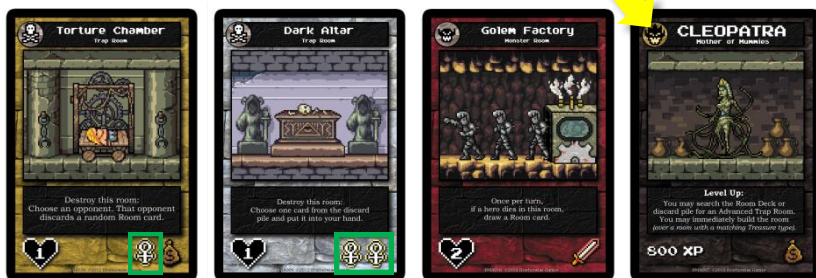 Torture Chamber
Trap Room
Destroy this room:
Choose an opponent. That opponent
discards a random Room card.
1
Dark Altar
Trap Room
Destroy this room:
Choose one card from the discard
pile and put it into your hand.
1
Golem Factory
Monster Room
Once per turn,
if a hero dies in this room,
draw a Room card.
2
CLEOPATRA
Mother of Mummies
Level Up:
You may search the Room Deck or
discard pile for an Advanced Trap Room.
You may immediately build the room
(over a room with a matching Treasure type).
800 XP